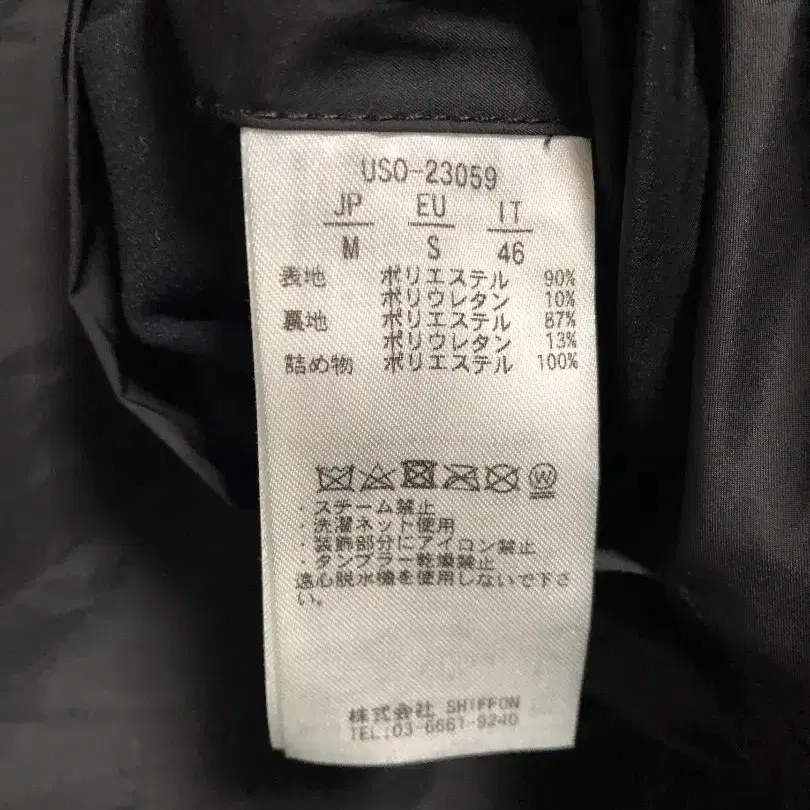 USO-23059
JP EU IT
M S 46
表地 ポリエステル 90%
ポリウレタン 10%
裏地 ポリエステル 87%
ポリウレタン 13%
詰め物 ポリエステル 100%
W
・スチーム禁止
・洗濯ネット使用
・装飾部分にアイロン禁止
・タンブラー乾燥禁止
遠心脱水機を使用しないで下さ
い。
株式会社 SHIFFON
TEL:03-6661-9240